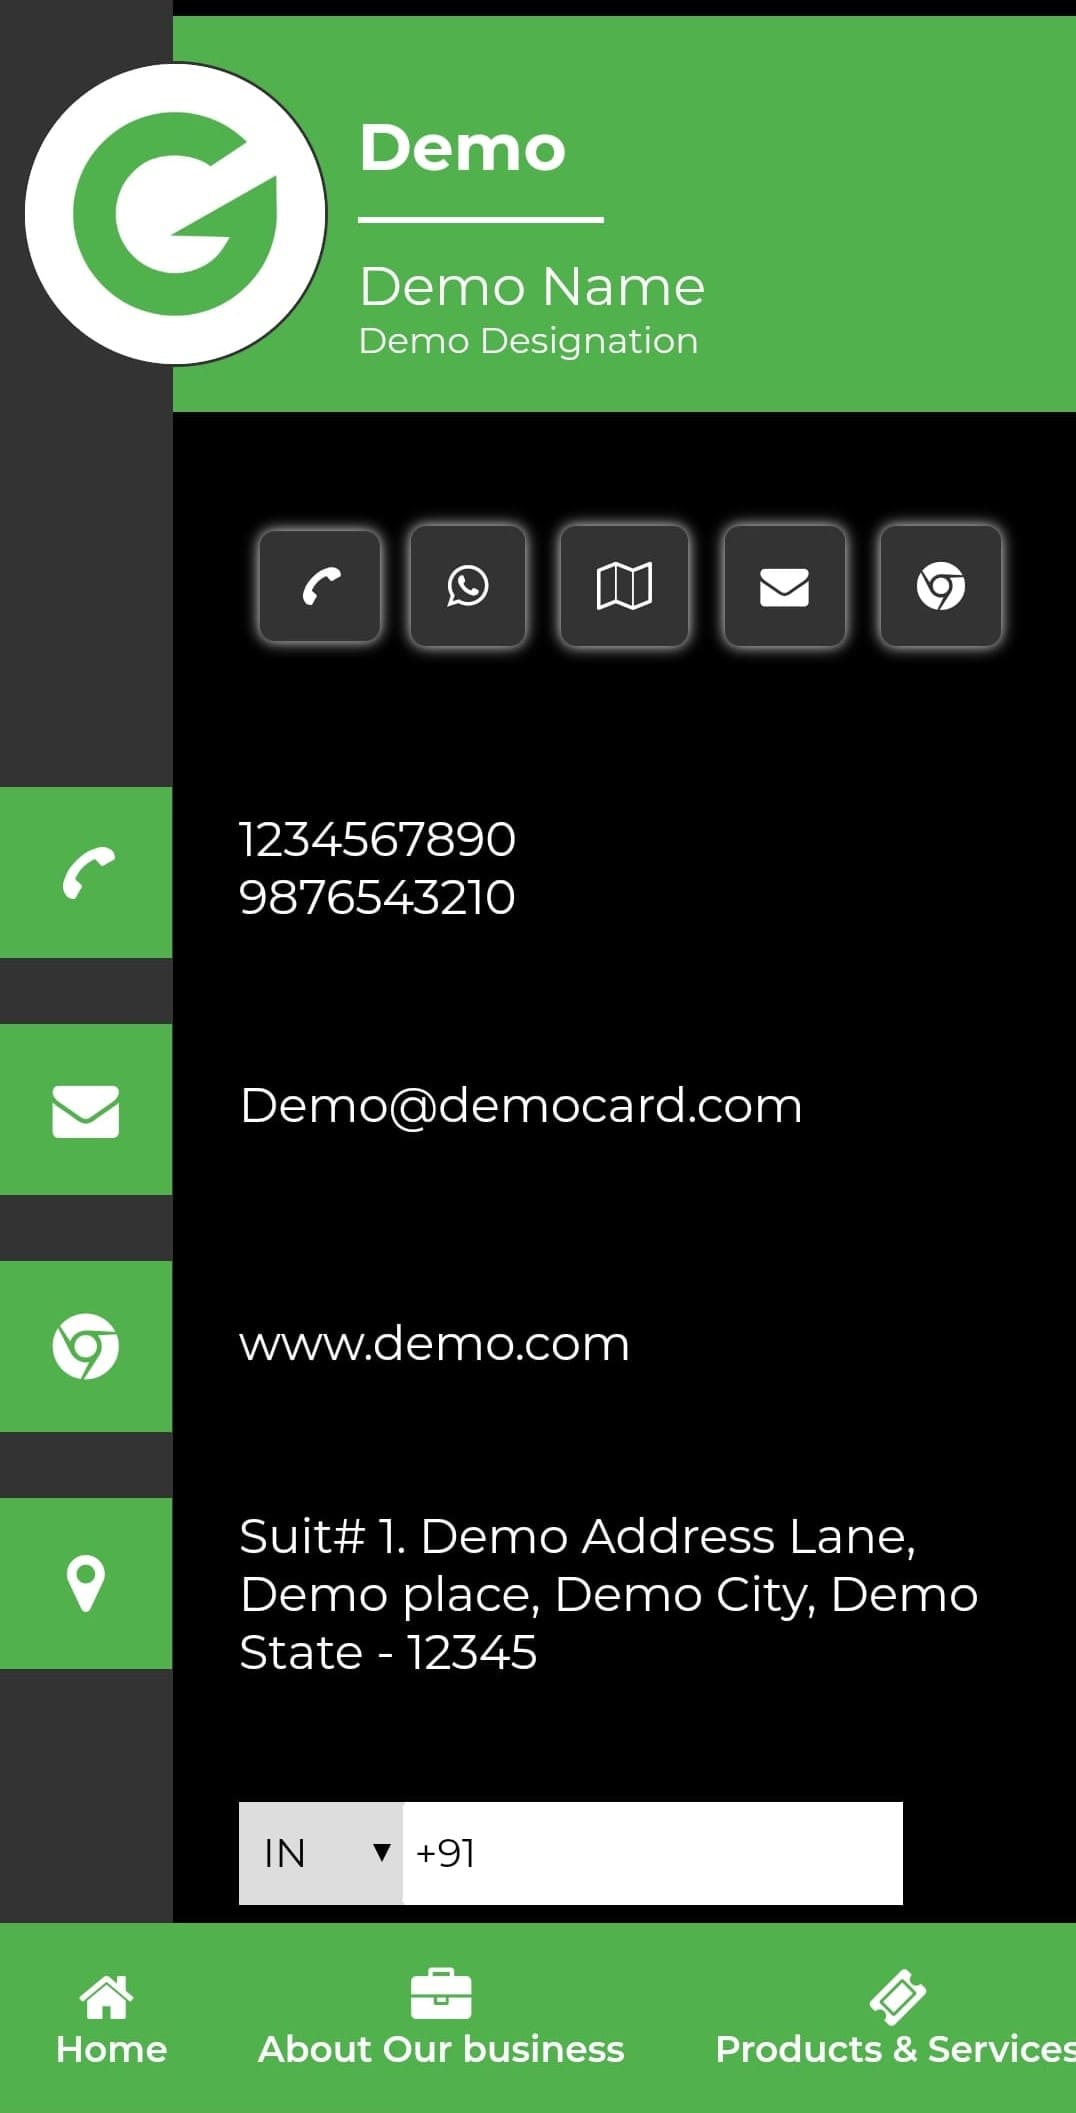 Demo
Demo Name
Demo Designation
1234567890
9876543210
Demo@democard.com
www.demo.com
Suit# 1. Demo Address Lane,
Demo place, Demo City, Demo
State - 12345
IN ▼ +91
Home
About Our business
Products & Services